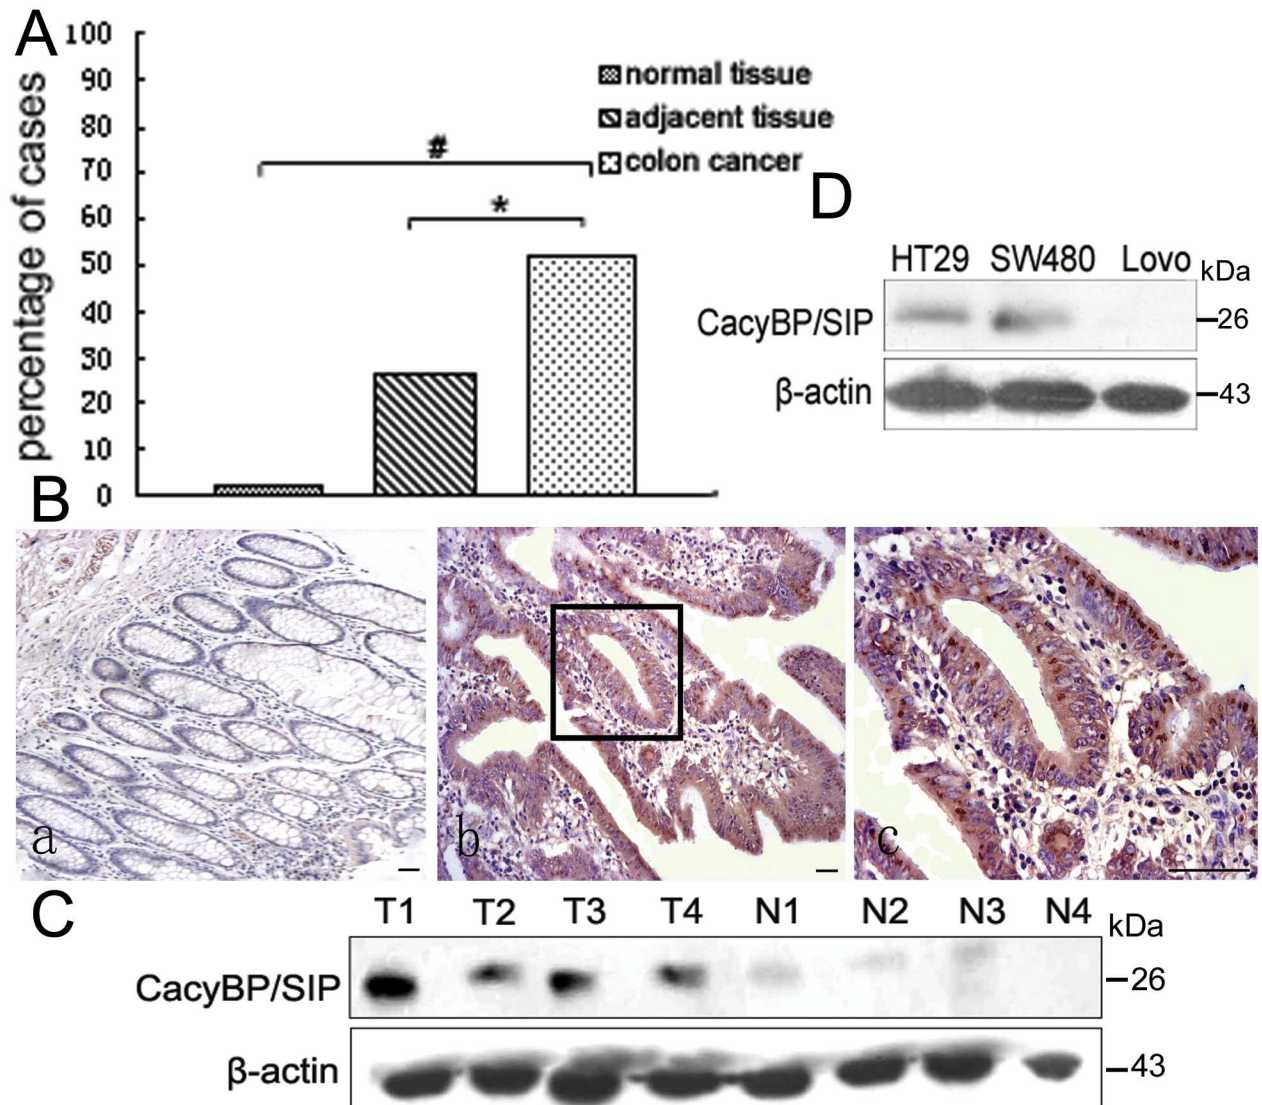 A
percentage of cases
100
90
80
70
60
50
40
30
20
10
0
normal tissue
adjacent tissue
colon cancer
#
*
D
HT29 SW480 Lovo kDa
CacyBP/SIP 26
β-actin 43
B
a b c
C
T1 T2 T3 T4 N1 N2 N3 N4 kDa
CacyBP/SIP 26
β-actin 43